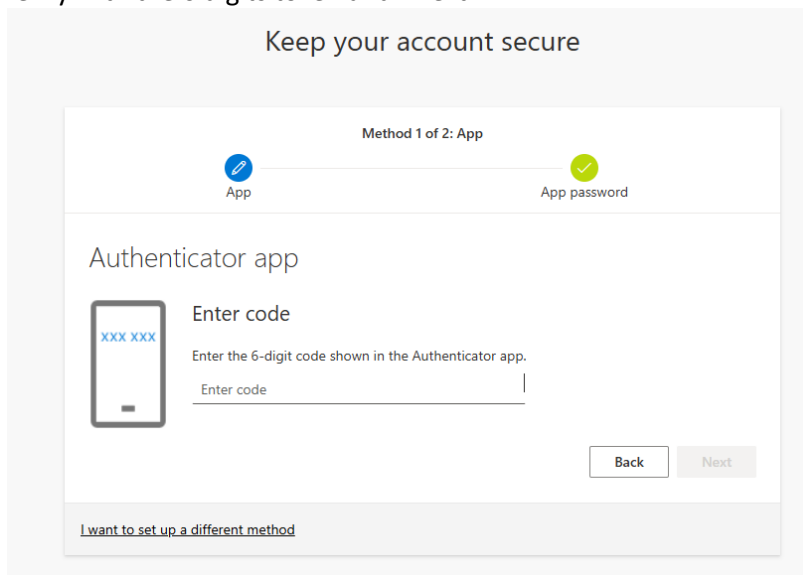 Keep your account secure
Method 1 of 2: App
App
App password
Authenticator app
xxx xxx
Enter code
Enter the 6-digit code shown in the Authenticator app.
Enter code
Back
Next
I want to set up a different method